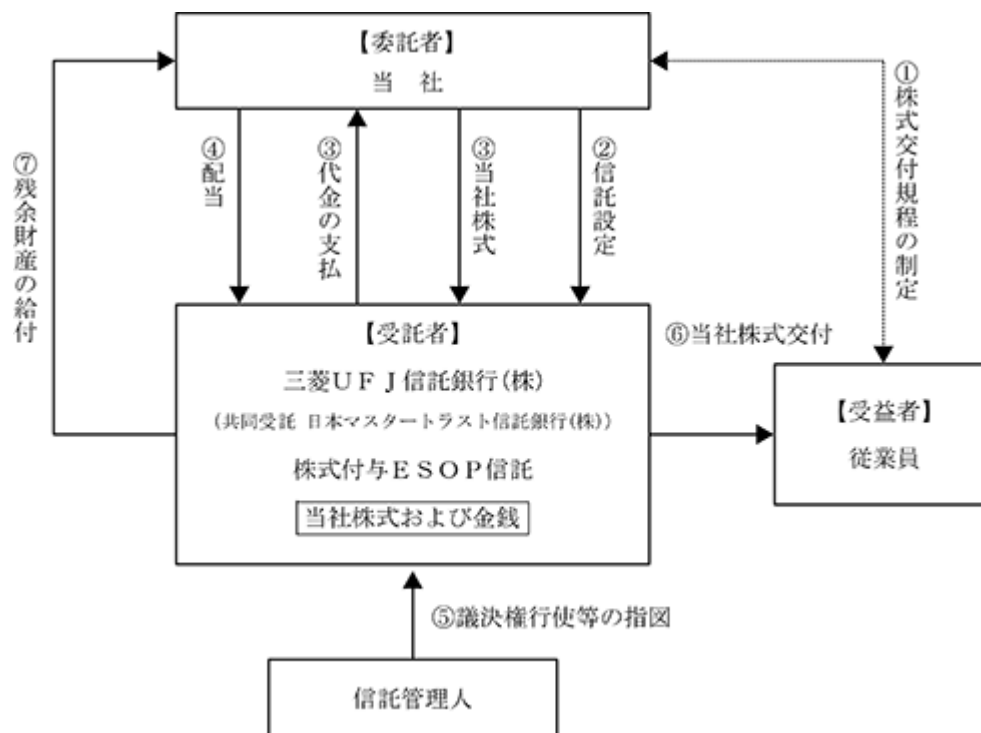 【委託者】
当　社
①株式交付規程の制定
④配当
③代金の支払
③当社株式
②信託設定
⑦残余財産の給付
【受託者】
三菱ＵＦＪ信託銀行(株)
(共同受託 日本マスタートラスト信託銀行(株))
株式付与ＥＳＯＰ信託
当社株式および金銭
⑥当社株式交付
【受益者】
従業員
⑤議決権行使等の指図
信託管理人